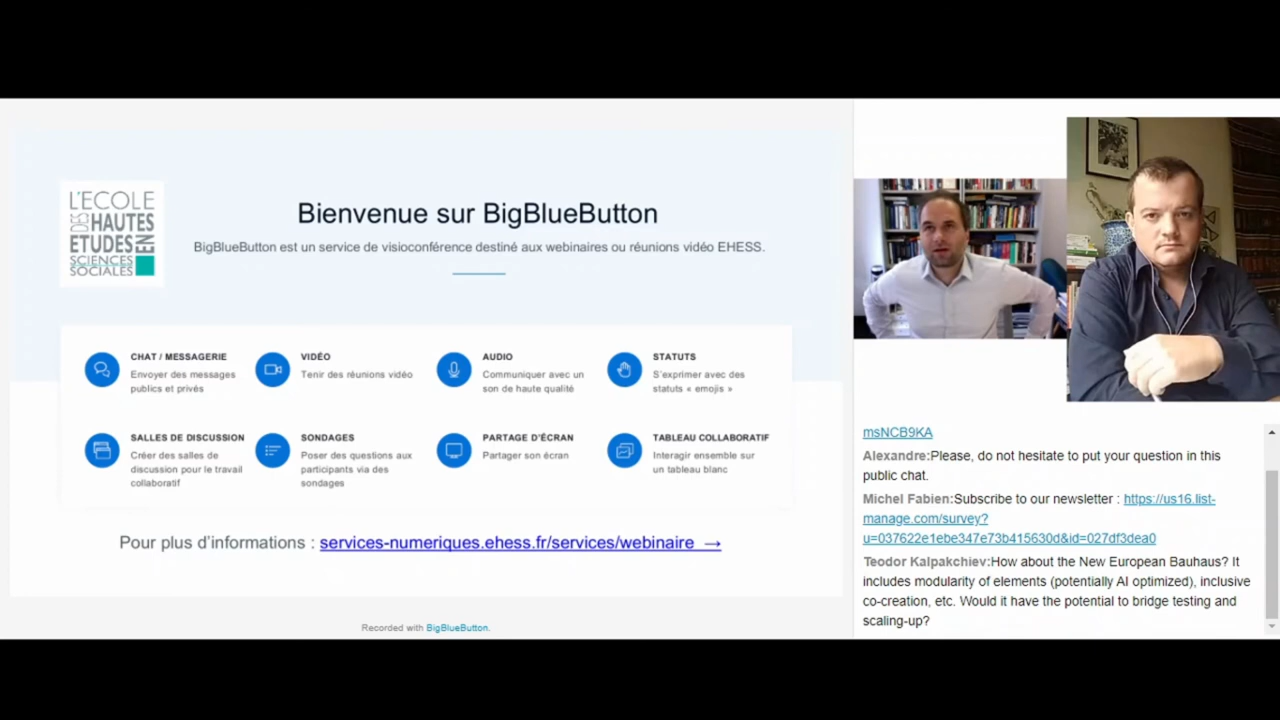 L'ECOLE
DES HAUTES
ETUDES EN
SCIENCES
SOCIALES
Bienvenue sur BigBlueButton
BigBlueButton est un service de visioconférence destiné aux webinaires ou réunions vidéo EHESS.
CHAT / MESSAGERIE
Envoyer des messages
publics et privés
VIDÉO
Tenir des réunions vidéo
AUDIO
Communiquer avec un
son de haute qualité
STATUTS
S'exprimer avec des
statuts « emojis »
SALLES DE DISCUSSION
Créer des salles de
discussion pour le travail
collaboratif
SONDAGES
Poser des questions aux
participants via des
sondages
PARTAGE D'ÉCRAN
Partager son écran
TABLEAU COLLABORATIF
Interagir ensemble sur
un tableau blanc
Pour plus d'informations : services-numeriques.ehess.fr/services/webinaire →
Recorded with BigBlueButton.
msNCB9KA
Alexandre:Please, do not hesitate to put your question in this
public chat.
Michel Fabien:Subscribe to our newsletter : https://us16.list-
manage.com/survey?
u=037622e1ebe347e73b415630d&id=027df3dea0
Teodor Kalpakchiev:How about the New European Bauhaus? It
includes modularity of elements (potentially AI optimized), inclusive
co-creation, etc. Would it have the potential to bridge testing and
scaling-up?